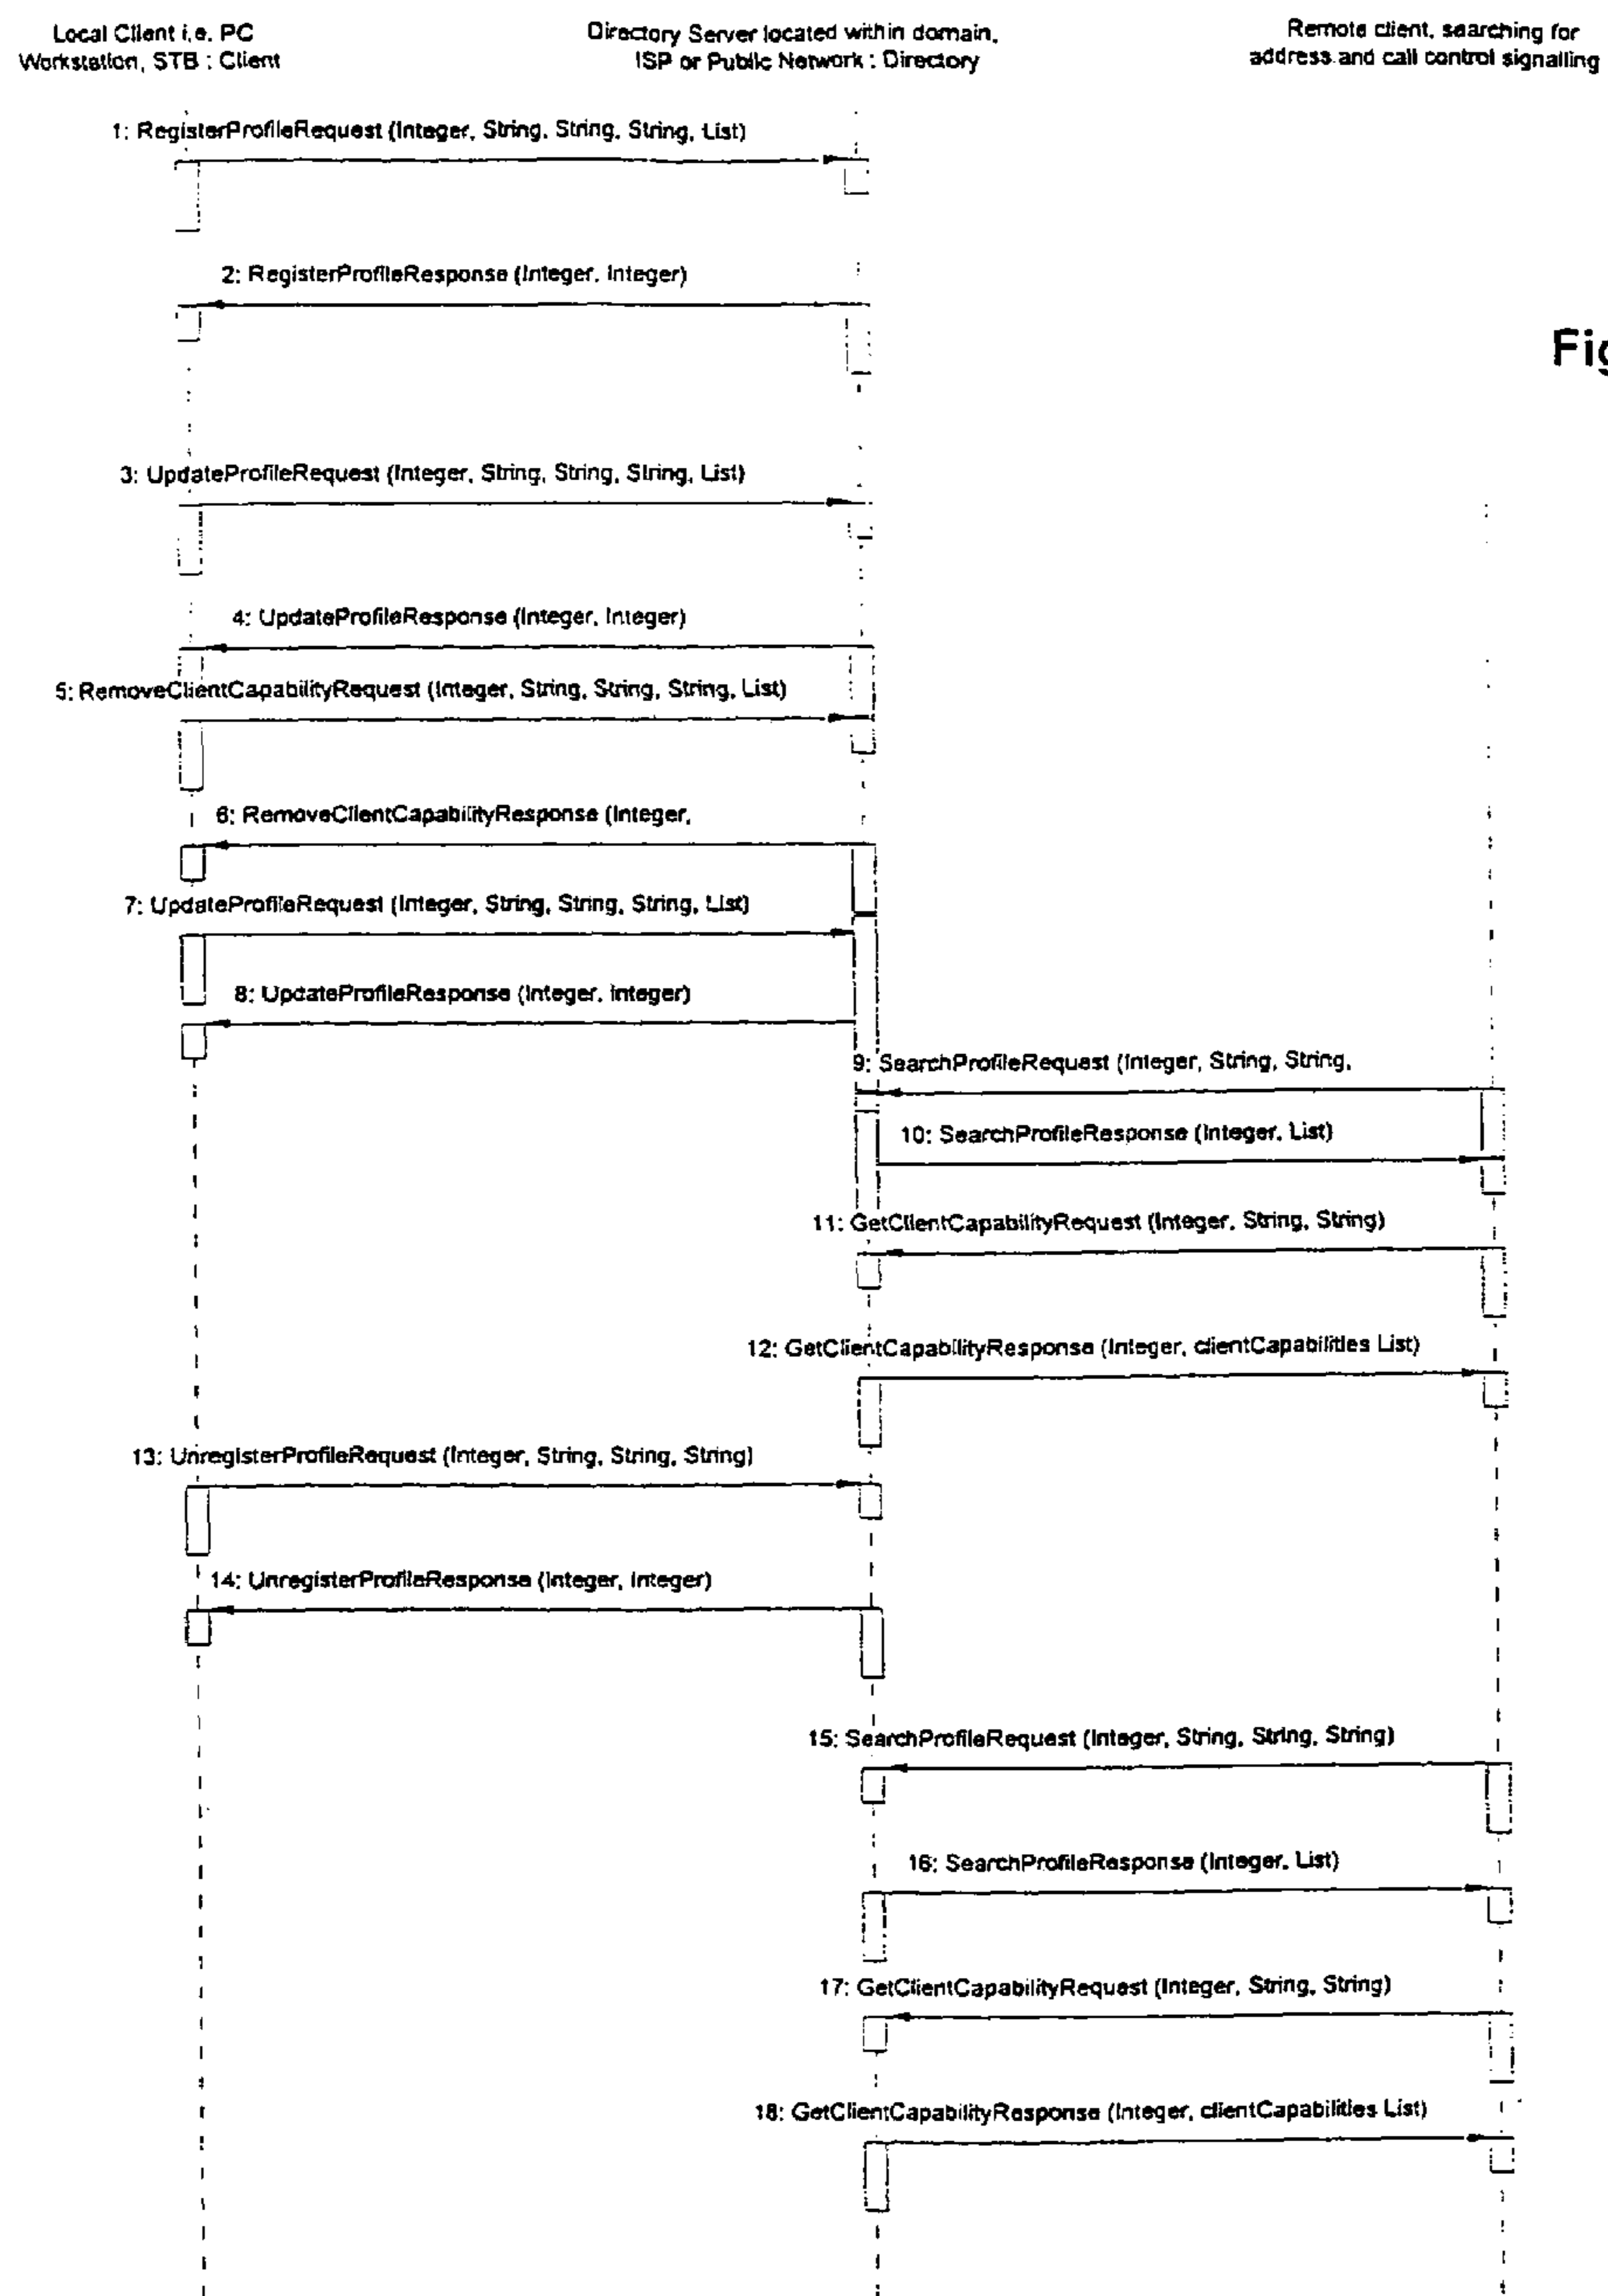 Local Client i.e. PC
Workstation, STB : Client
Directory Server located within domain,
ISP or Public Network : Directory
Remote client, searching for
address and call control signalling
1: RegisterProfileRequest (Integer, String, String, String, List)
2: RegisterProfileResponse (Integer, Integer)
Fig
3: UpdateProfileRequest (Integer, String, String, String, List)
4: UpdateProfileResponse (Integer, Integer)
5: RemoveClientCapabilityRequest (Integer, String, String, String, List)
6: RemoveClientCapabilityResponse (Integer,
7: UpdateProfileRequest (Integer, String, String, String, List)
8: UpdateProfileResponse (Integer, Integer)
9: SearchProfileRequest (Integer, String, String,
10: SearchProfileResponse (Integer, List)
11: GetClientCapabilityRequest (Integer, String, String)
12: GetClientCapabilityResponse (Integer, clientCapabilities List)
13: UnregisterProfileRequest (Integer, String, String, String)
14: UnregisterProfileResponse (Integer, Integer)
15: SearchProfileRequest (Integer, String, String, String)
16: SearchProfileResponse (Integer, List)
17: GetClientCapabilityRequest (Integer, String, String)
18: GetClientCapabilityResponse (Integer, clientCapabilities List)